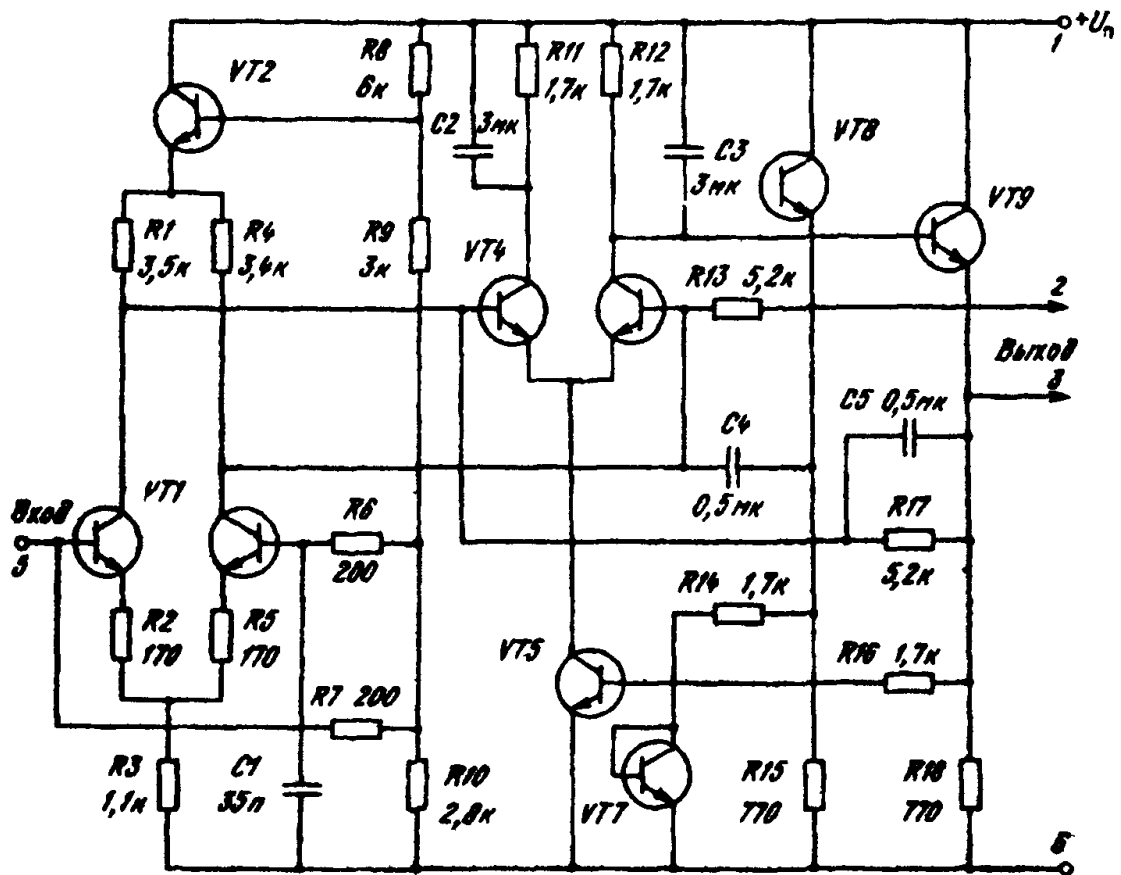 +Uп
1
VT2
R8
6к
R11
1,7к
R12
1,7к
C2 3мк
VT8
C3
3мк
VT9
R1
3,5к
R4
3,4к
R9
3к
VT4
R13 5,2к
2
Выход
3
C5 0,5мк
C4
0,5мк
Вход
5
VT1
R6
200
R17
5,2к
R14 1,7к
R2
170
R5
170
VT5
R16 1,7к
R7 200
R3
1,1к
C1
35п
R10
2,8к
VT7
R15
770
R18
770
6